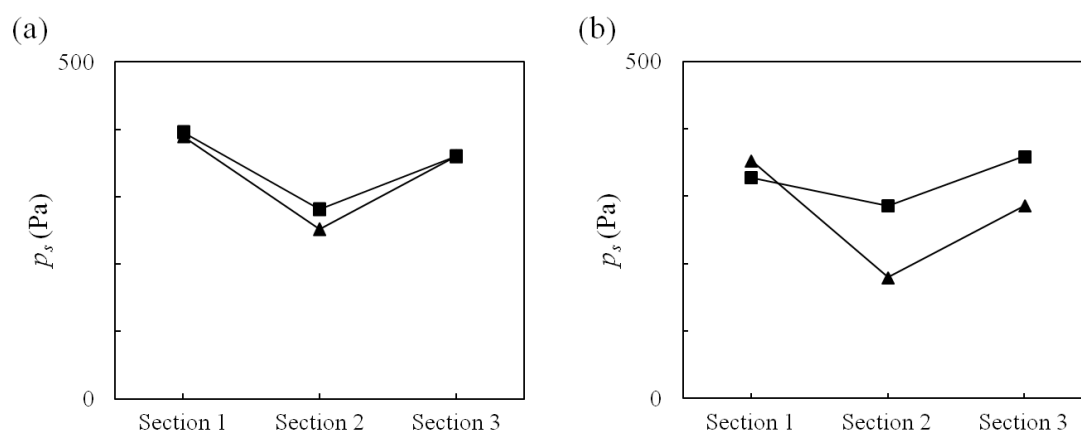 (a)
500
p_s (Pa)
0
Section 1 Section 2 Section 3
(b)
500
p_s (Pa)
0
Section 1 Section 2 Section 3